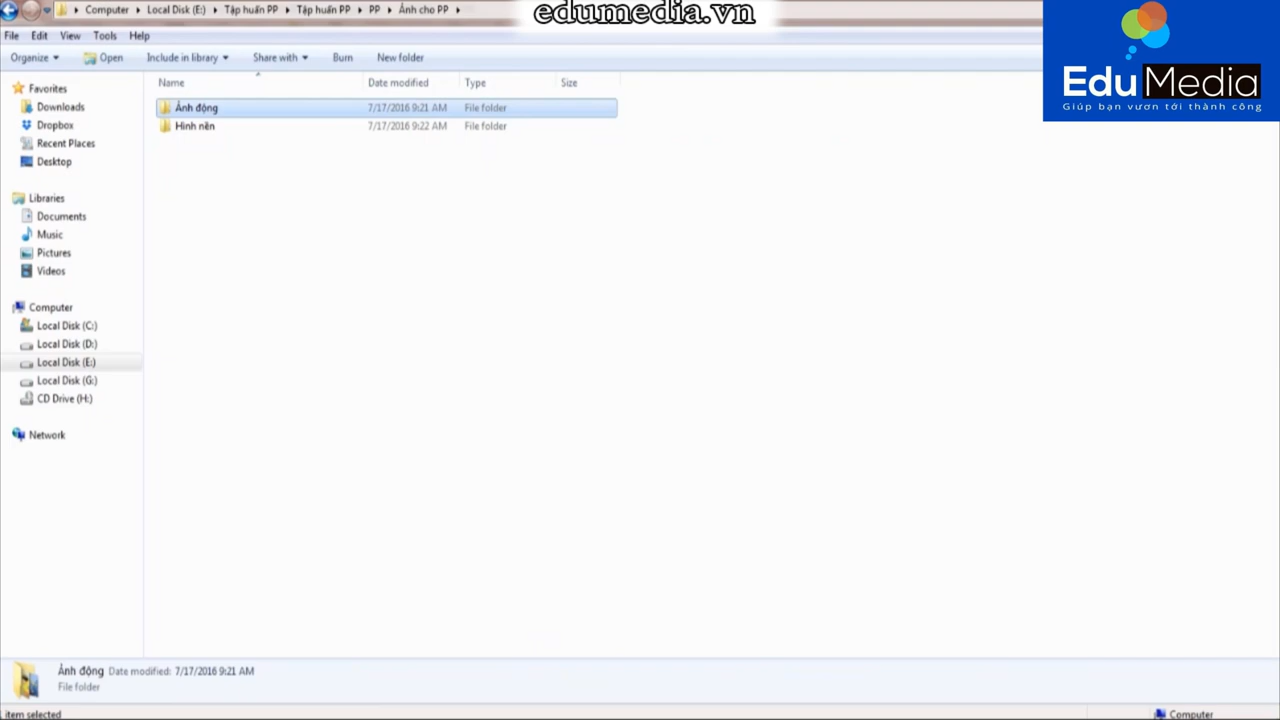 Computer Local Disk (E:) Tập huấn PP Tập huấn PP PP Ảnh cho PP
edumedia.vn
EduMedia
Giúp bạn vươn tới thành công
File Edit View Tools Help
Organize Open Include in library Share with Burn New folder
Name Date modified Type Size
Ảnh động 7/17/2016 9:21 AM File folder
Hình nền 7/17/2016 9:22 AM File folder
Favorites
Downloads
Dropbox
Recent Places
Desktop
Libraries
Documents
Music
Pictures
Videos
Computer
Local Disk (C:)
Local Disk (D:)
Local Disk (E:)
Local Disk (G:)
CD Drive (H:)
Network
Ảnh động Date modified: 7/17/2016 9:21 AM
File folder
1 item selected
Computer